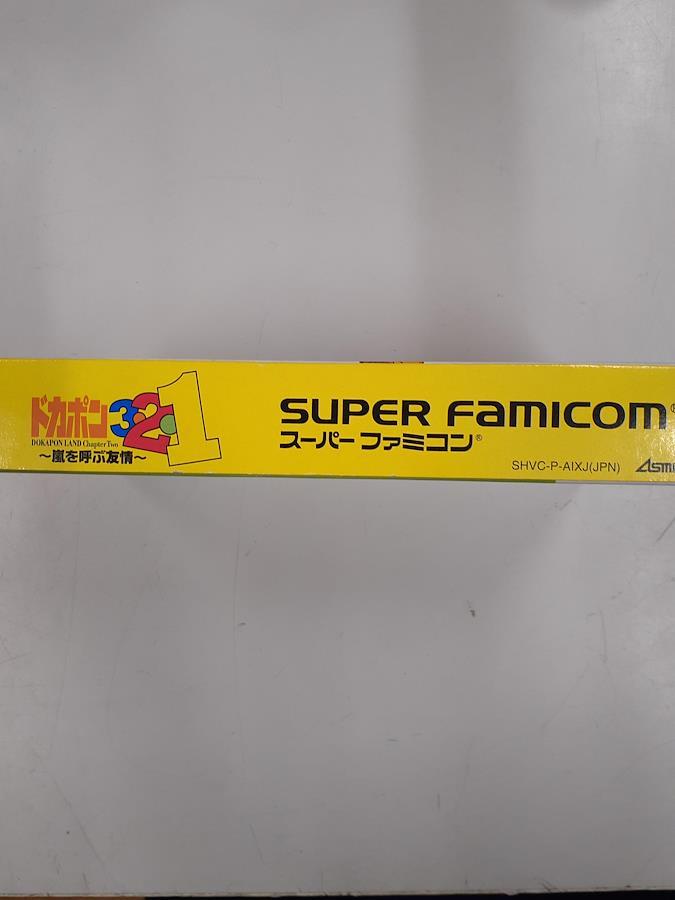 ドカポン3・2・1
DOKAPON LAND Chapter Two
～嵐を呼ぶ友情～
SUPER FAMICOM®
スーパーファミコン®
SHVC-P-AIXJ(JPN)